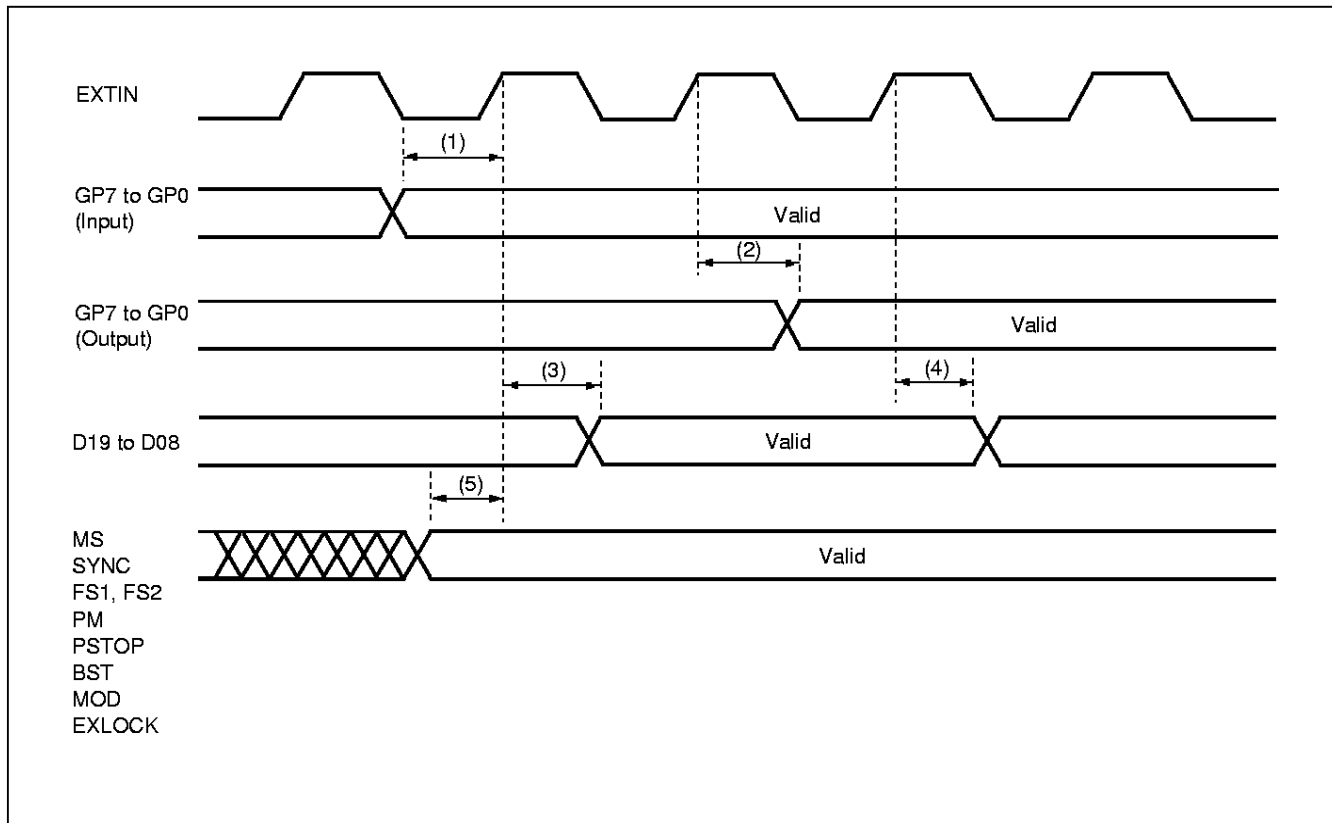 EXTIN
(1)
GP7 to GP0
(Input)
Valid
(2)
GP7 to GP0
(Output)
Valid
(3)
(4)
D19 to D08
Valid
(5)
MS
SYNC
FS1, FS2
PM
PSTOP
BST
MOD
EXLOCK
Valid